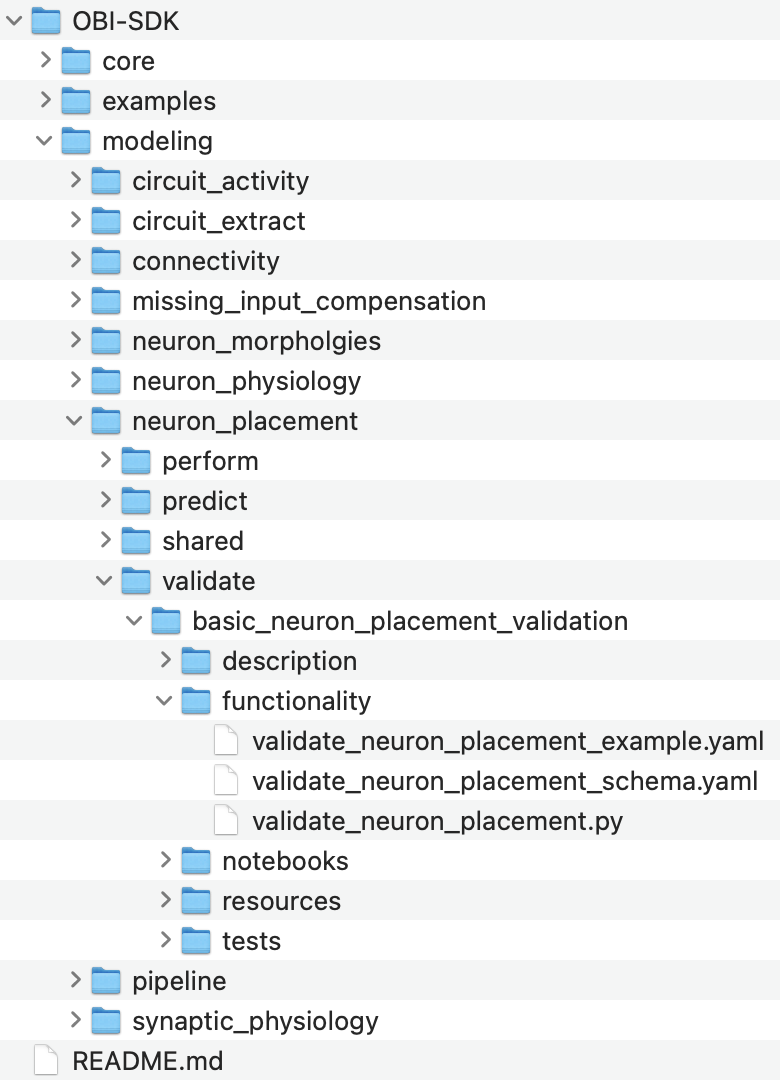 OBI-SDK
core
examples
modeling
circuit_activity
circuit_extract
connectivity
missing_input_compensation
neuron_morpholgies
neuron_physiology
neuron_placement
perform
predict
shared
validate
basic_neuron_placement_validation
description
functionality
validate_neuron_placement_example.yaml
validate_neuron_placement_schema.yaml
validate_neuron_placement.py
notebooks
resources
tests
pipeline
synaptic_physiology
README.md